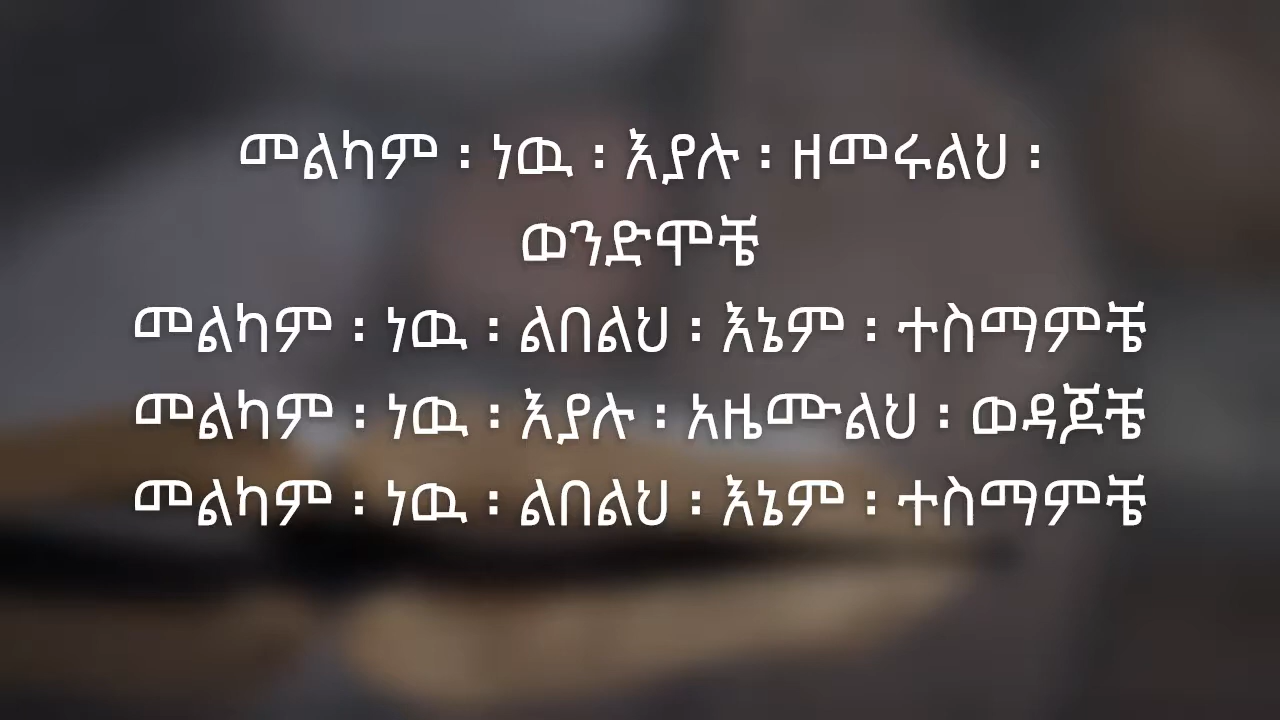 መልካም ፡ ነዉ ፡ እያሉ ፡ ዘመሩልህ ፡
ወንድሞቼ
መልካም ፡ ነዉ ፡ ልበልህ ፡ እኔም ፡ ተስማምቼ
መልካም ፡ ነዉ ፡ እያሉ ፡ አዜሙልህ ፡ ወዳጆቼ
መልካም ፡ ነዉ ፡ ልበልህ ፡ እኔም ፡ ተስማምቼ